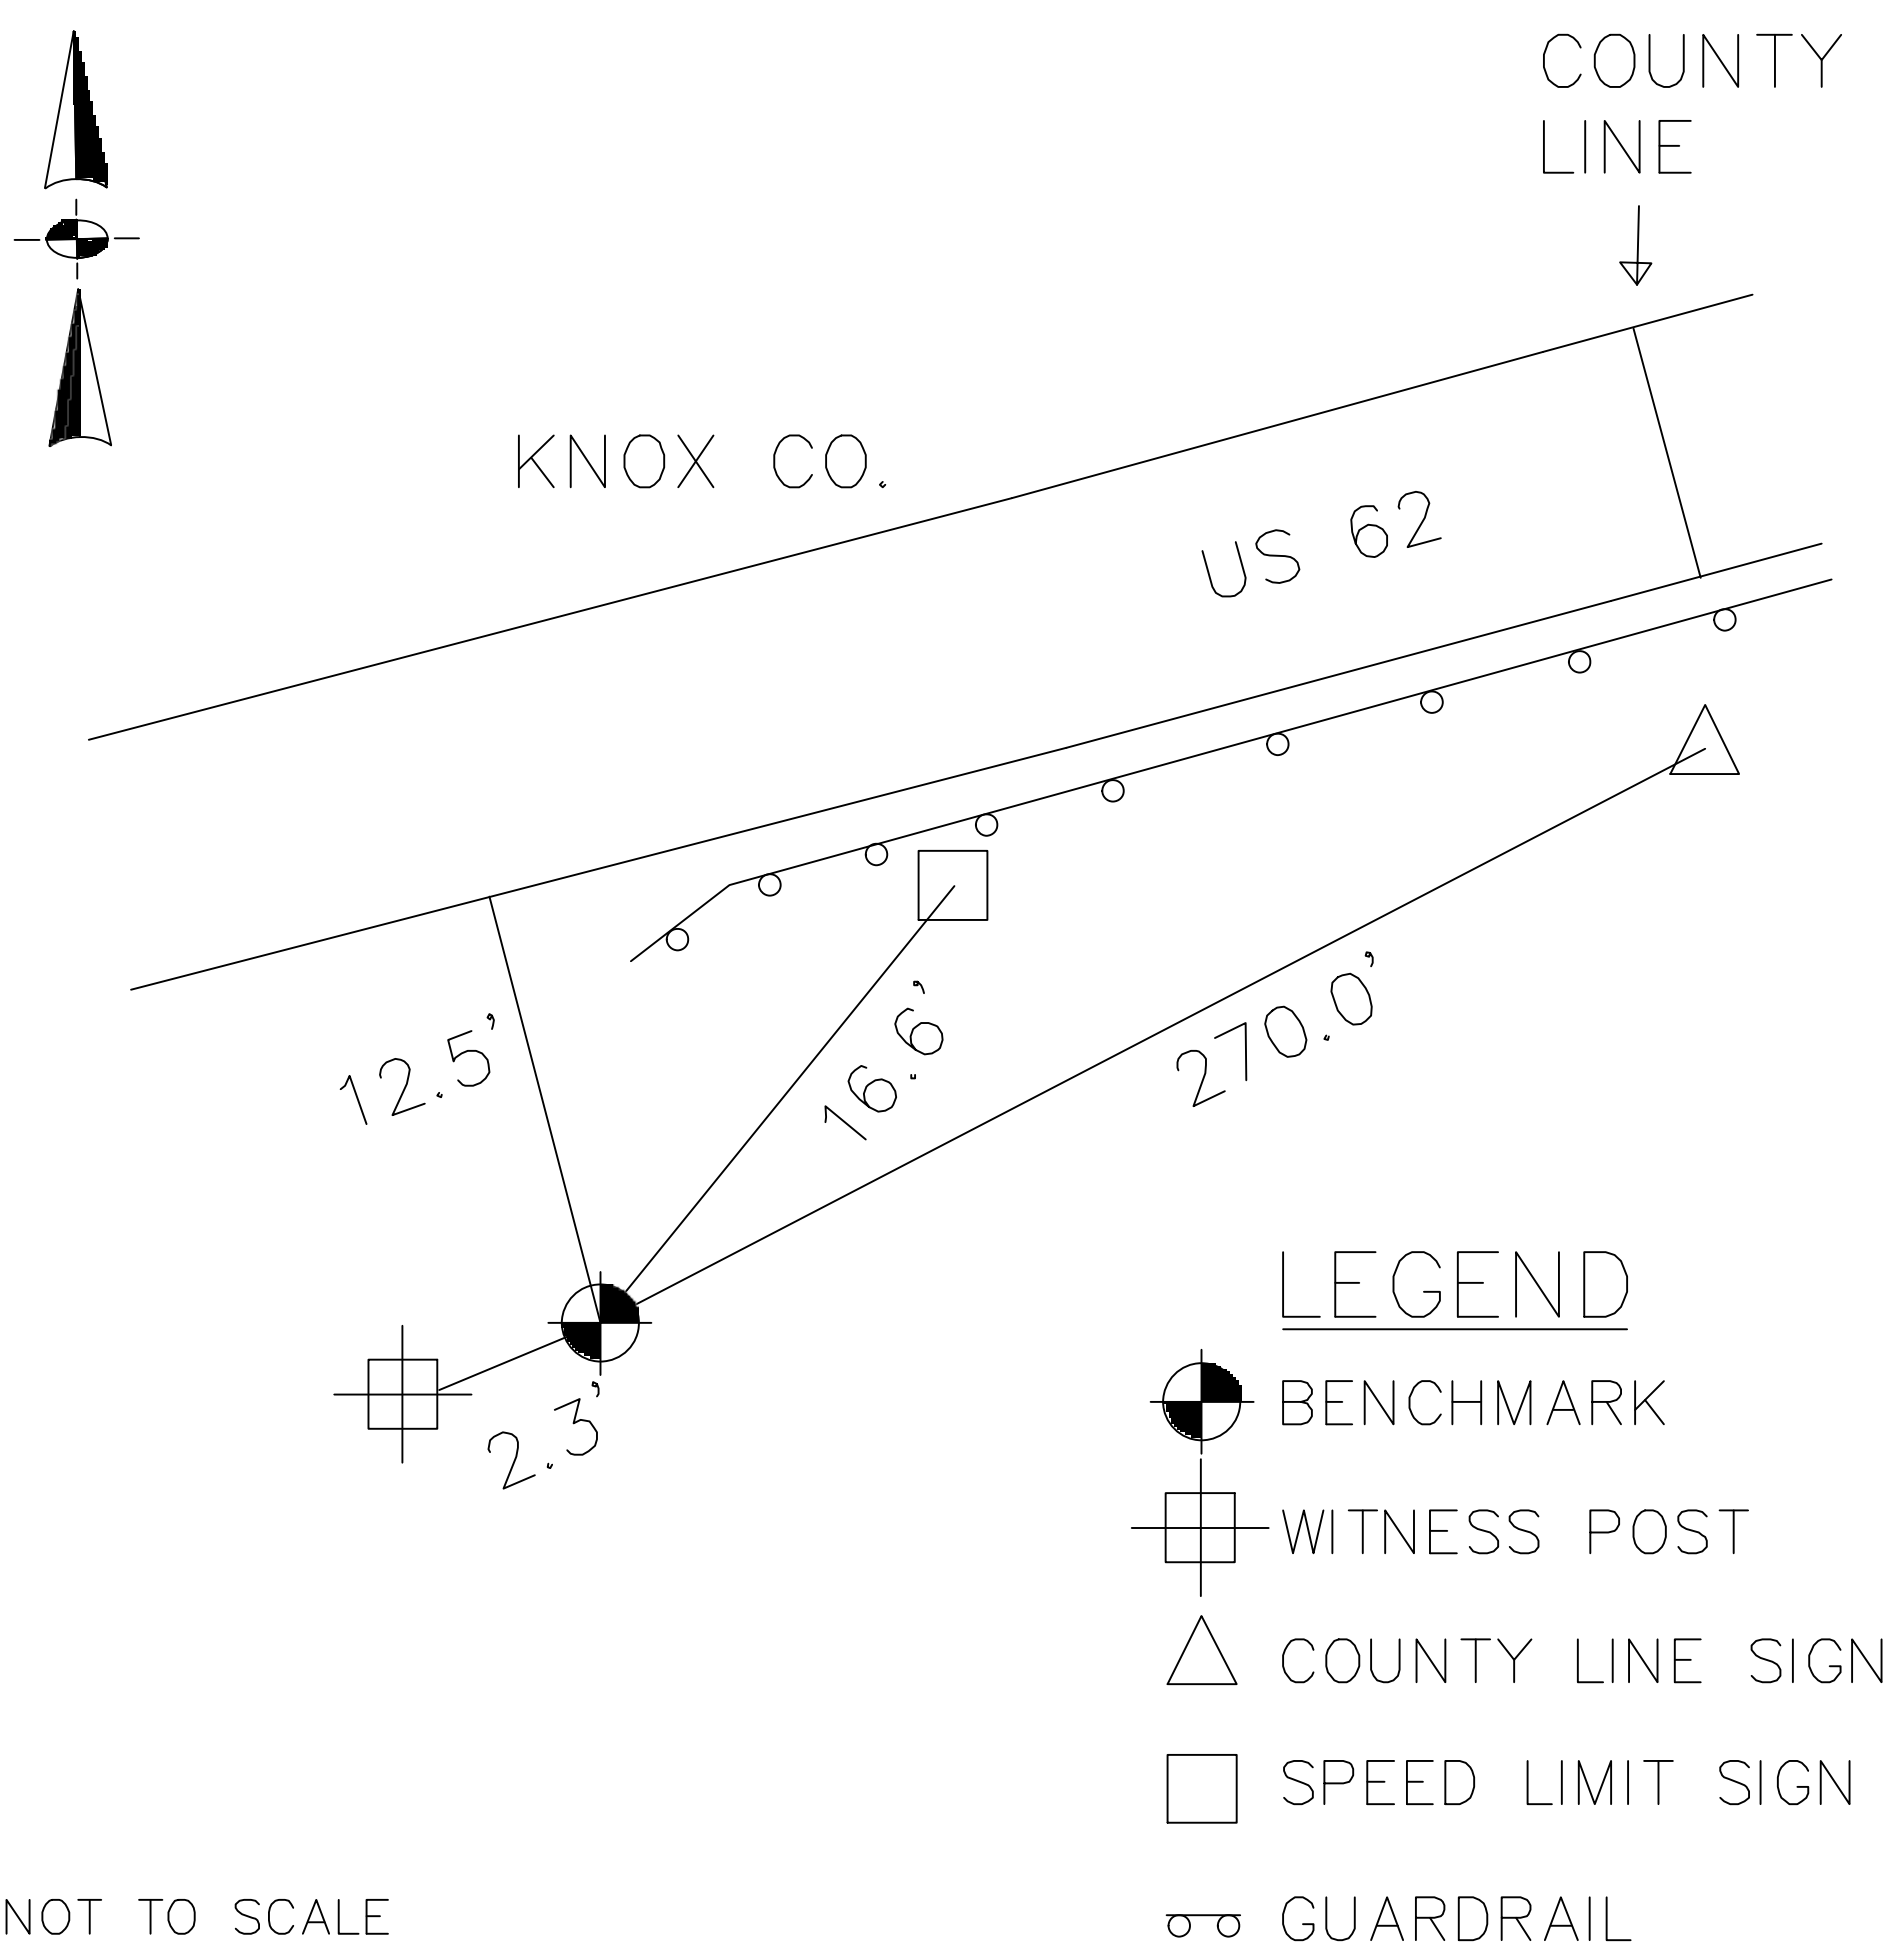 COUNTY
LINE
KNOX CO.
US 62
12.5'
16.6'
270.0'
2.3'
LEGEND
BENCHMARK
WITNESS POST
COUNTY LINE SIGN
SPEED LIMIT SIGN
GUARDRAIL
NOT TO SCALE